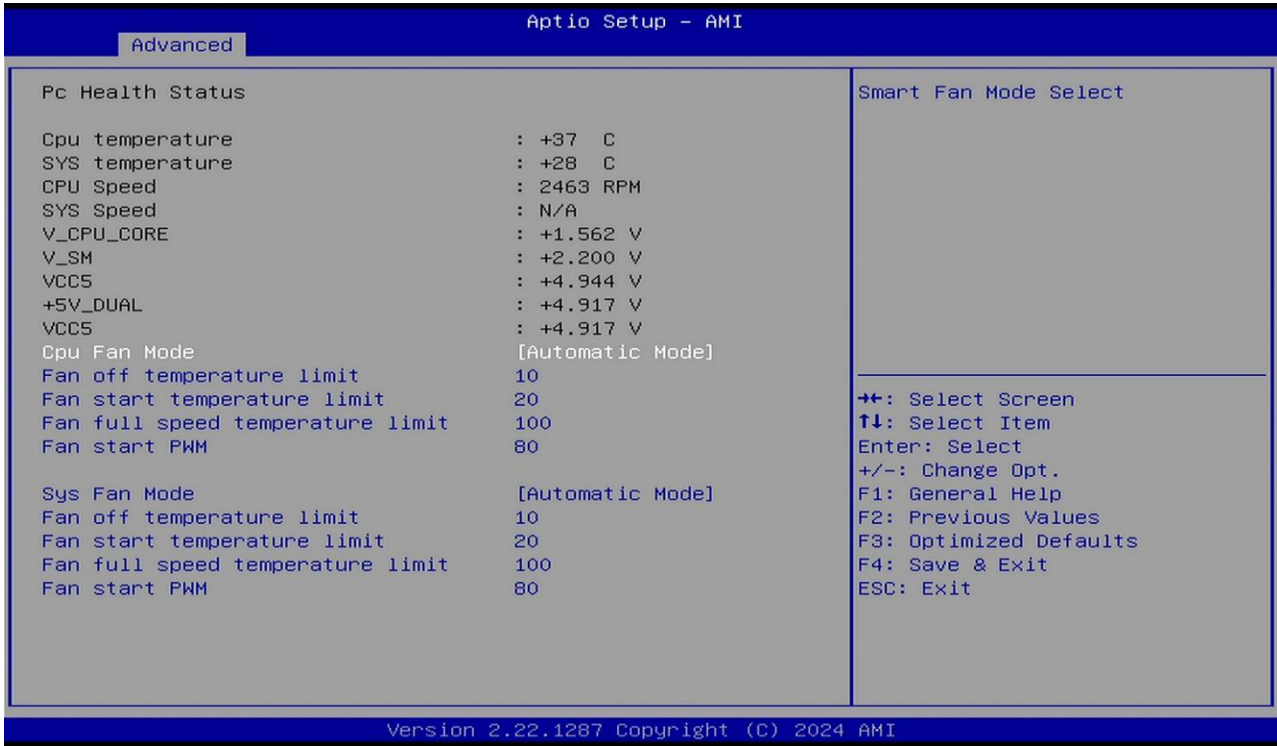 Aptio Setup – AMI
Advanced
Pc Health Status
Cpu temperature : +37 C
SYS temperature : +28 C
CPU Speed : 2463 RPM
SYS Speed : N/A
V_CPU_CORE : +1.562 V
V_SM : +2.200 V
VCC5 : +4.944 V
+5V_DUAL : +4.917 V
VCC5 : +4.917 V
Cpu Fan Mode [Automatic Mode]
Fan off temperature limit 10
Fan start temperature limit 20
Fan full speed temperature limit 100
Fan start PWM 80
Sys Fan Mode [Automatic Mode]
Fan off temperature limit 10
Fan start temperature limit 20
Fan full speed temperature limit 100
Fan start PWM 80
Smart Fan Mode Select
→←: Select Screen
↑↓: Select Item
Enter: Select
+/-: Change Opt.
F1: General Help
F2: Previous Values
F3: Optimized Defaults
F4: Save & Exit
ESC: Exit
Version 2.22.1287 Copyright (C) 2024 AMI